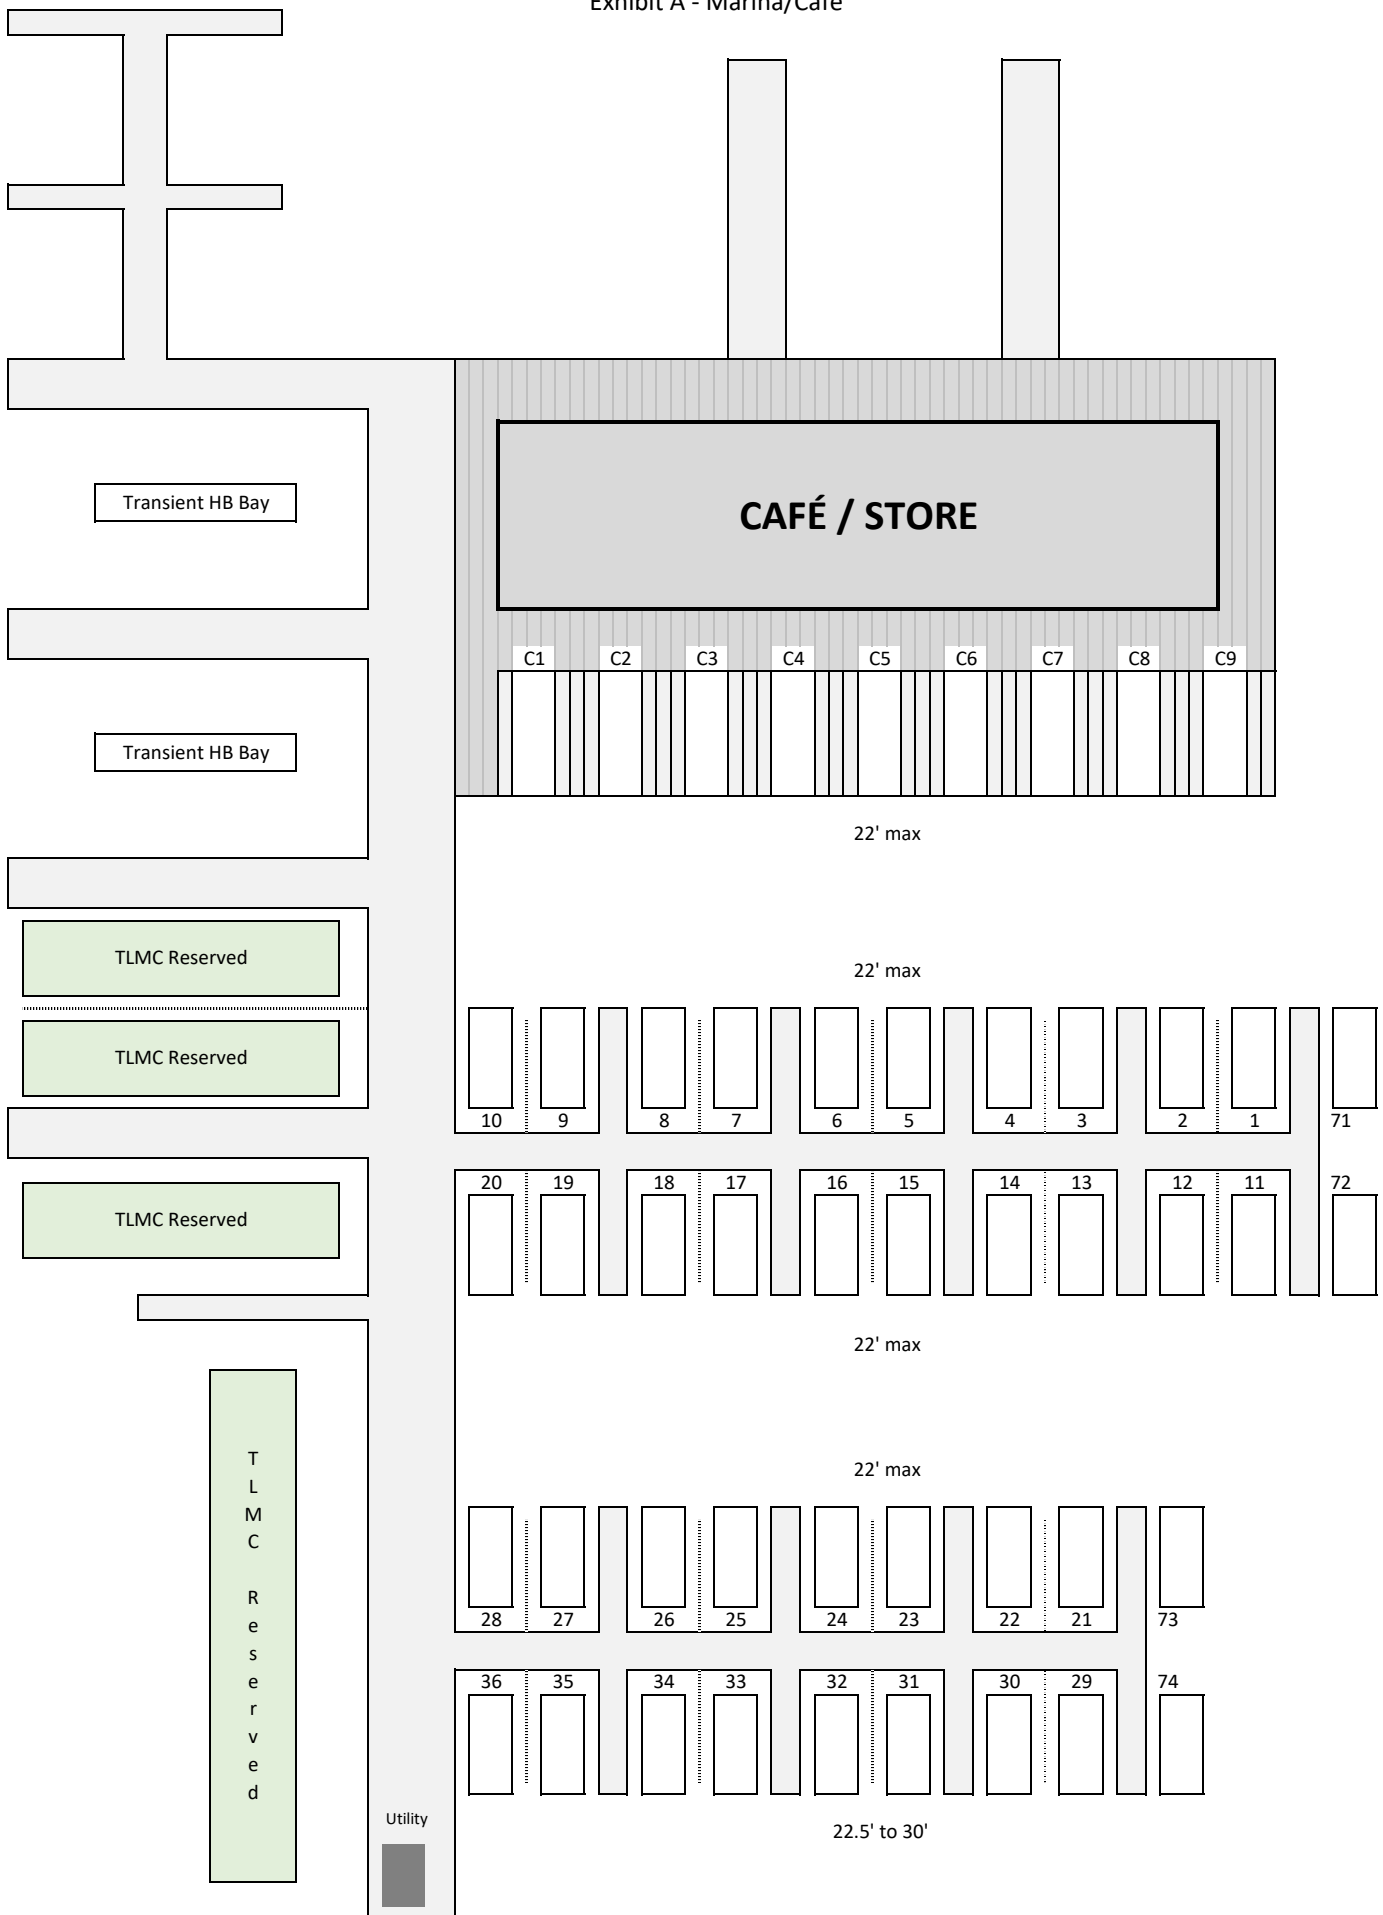 Exhibit A - Marina/Café
Transient HB Bay
CAFÉ / STORE
C1 C2 C3 C4 C5 C6 C7 C8 C9
Transient HB Bay
22' max
TLMC Reserved
22' max
TLMC Reserved
10 9 8 7 6 5 4 3 2 1 71
20 19 18 17 16 15 14 13 12 11 72
TLMC Reserved
22' max
TLMC Reserved
22' max
28 27 26 25 24 23 22 21 73
36 35 34 33 32 31 30 29 74
Utility
22.5' to 30'